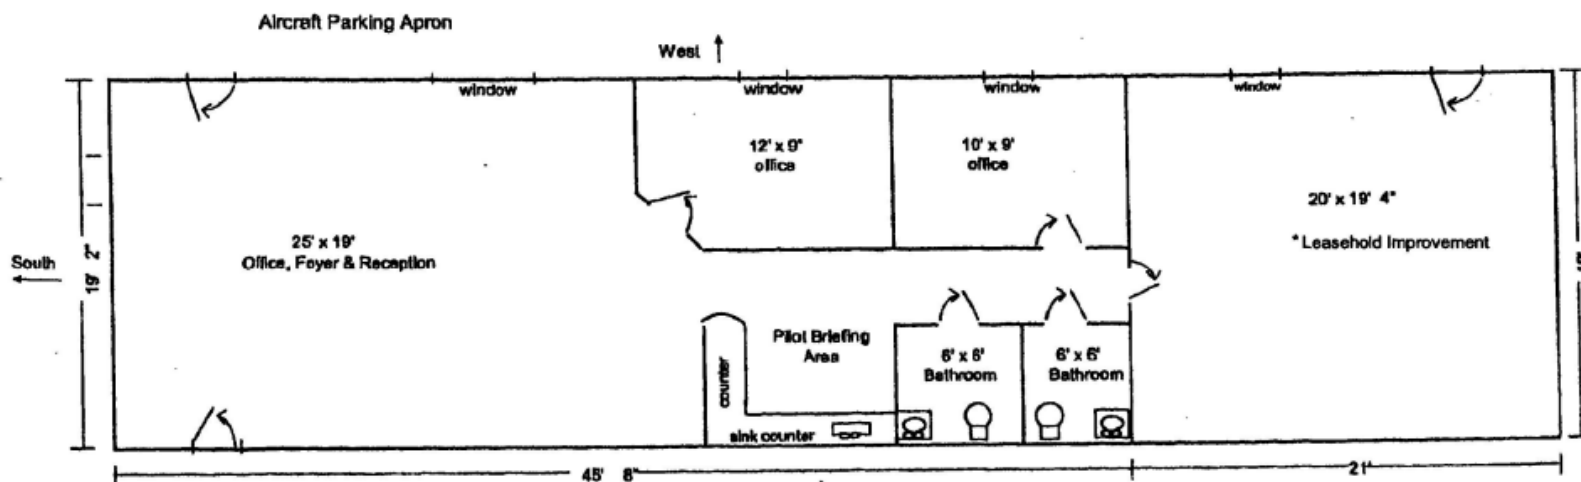 Aircraft Parking Apron
West
window
window
window
window
12' x 9"
office
10' x 9'
office
20' x 19' 4"
* Leasehold Improvement
25' x 19'
Office, Foyer & Reception
South
19' 2"
Pilot Briefing
Area
counter
sink counter
6' x 6'
Bathroom
6' x 6'
Bathroom
45' 8"
21'